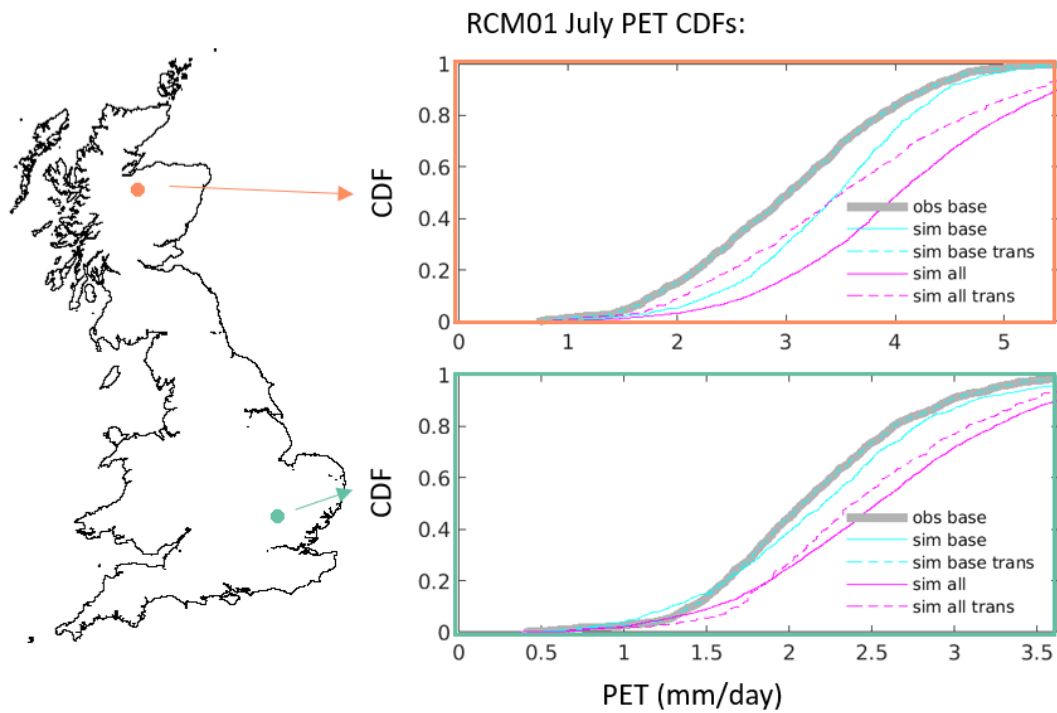 RCM01 July PET CDFs:
1
0.8
0.6
0.4
0.2
0
CDF
obs base
sim base
sim base trans
sim all
sim all trans
0 1 2 3 4 5
1
0.8
0.6
0.4
0.2
0
CDF
obs base
sim base
sim base trans
sim all
sim all trans
0 0.5 1 1.5 2 2.5 3 3.5
PET (mm/day)